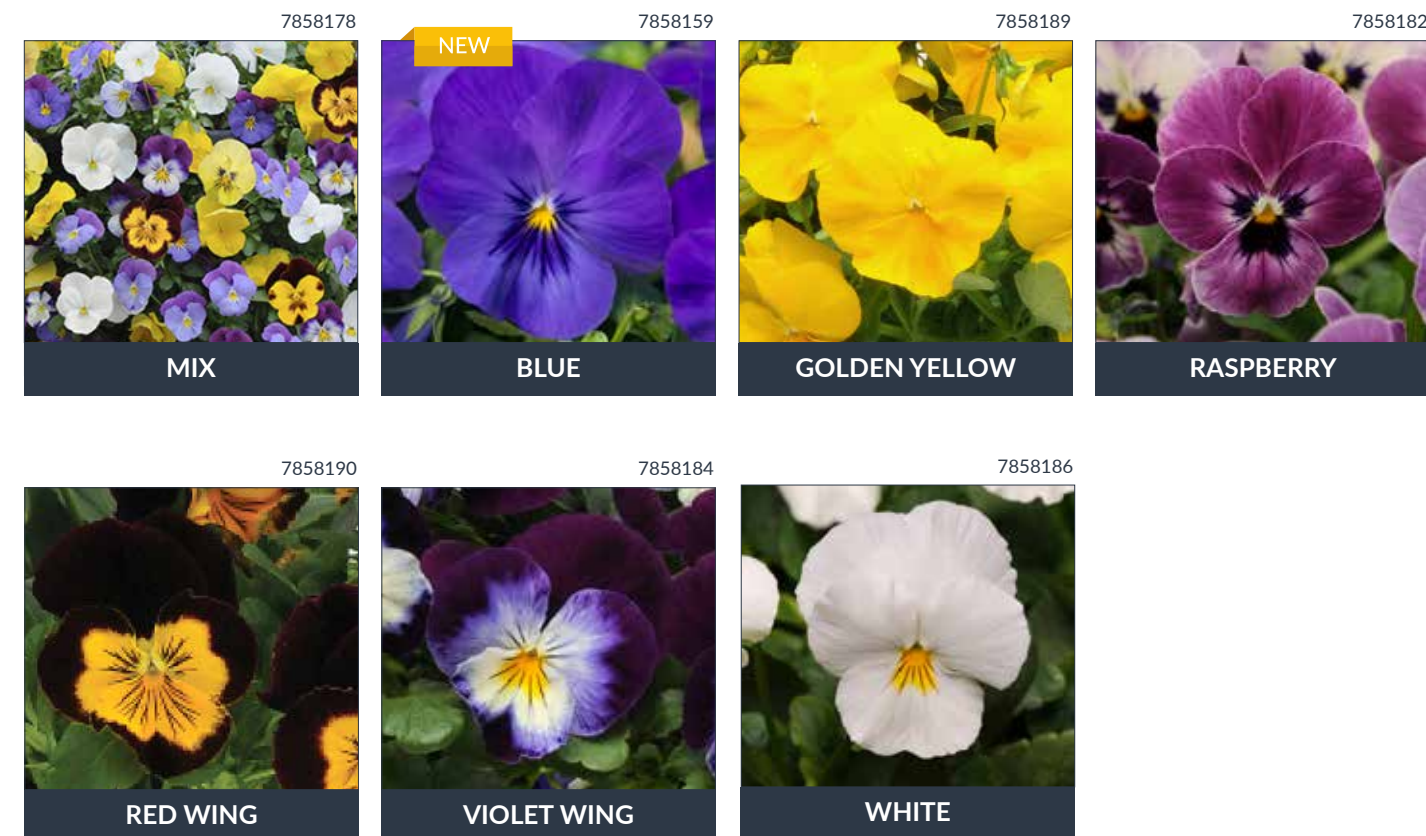 7858178
7858159
7858189
7858182
NEW
MIX
BLUE
GOLDEN YELLOW
RASPBERRY
7858190
7858184
7858186
RED WING
VIOLET WING
WHITE